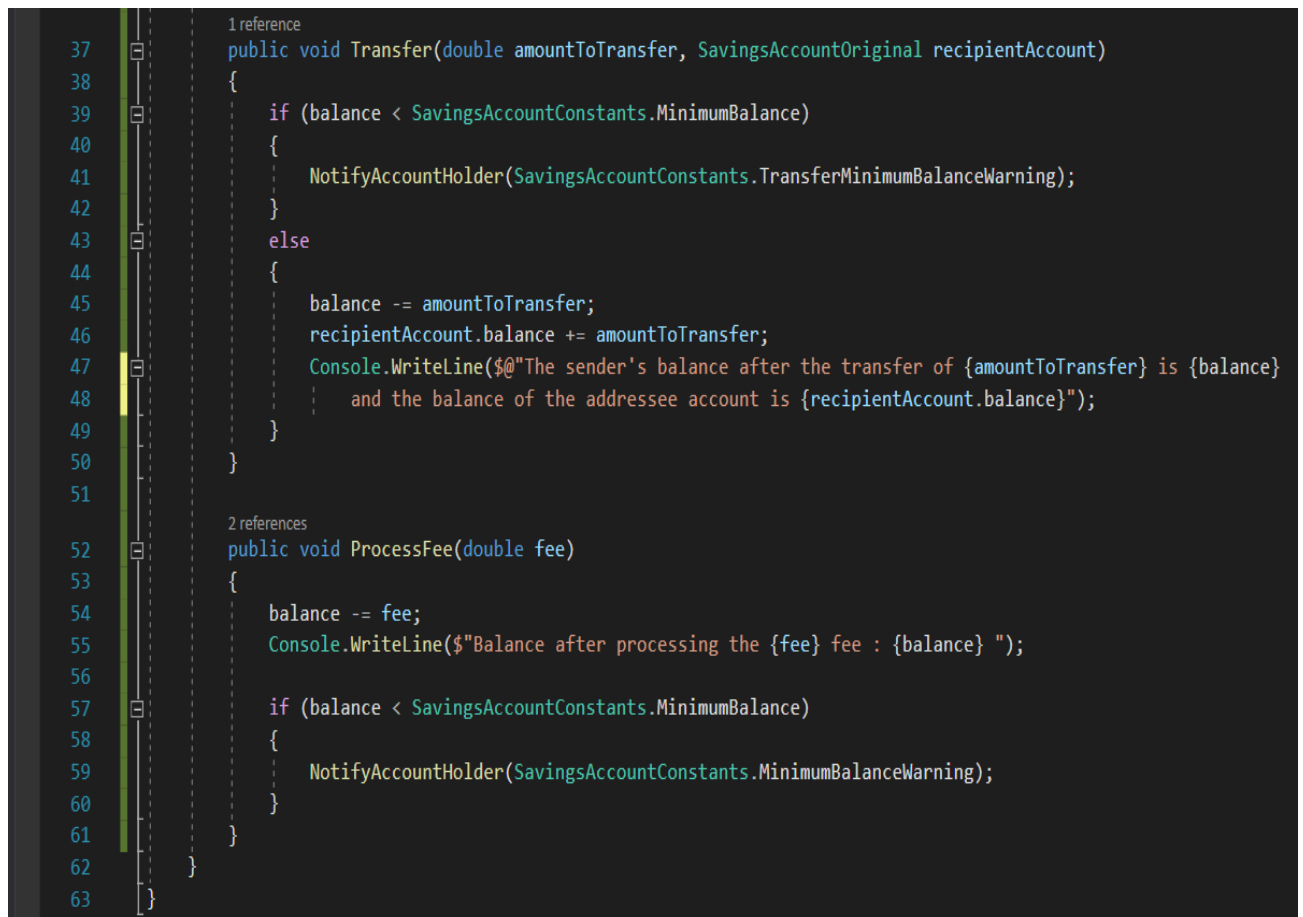 1 reference
37 public void Transfer(double amountToTransfer, SavingsAccountOriginal recipientAccount)
38 {
39 if (balance < SavingsAccountConstants.MinimumBalance)
40 {
41 NotifyAccountHolder(SavingsAccountConstants.TransferMinimumBalanceWarning);
42 }
43 else
44 {
45 balance -= amountToTransfer;
46 recipientAccount.balance += amountToTransfer;
47 Console.WriteLine($@"The sender's balance after the transfer of {amountToTransfer} is {balance}
48 and the balance of the addressee account is {recipientAccount.balance}");
49 }
50 }
51
2 references
52 public void ProcessFee(double fee)
53 {
54 balance -= fee;
55 Console.WriteLine($"Balance after processing the {fee} fee : {balance} ");
56
57 if (balance < SavingsAccountConstants.MinimumBalance)
58 {
59 NotifyAccountHolder(SavingsAccountConstants.MinimumBalanceWarning);
60 }
61 }
62 }
63 }